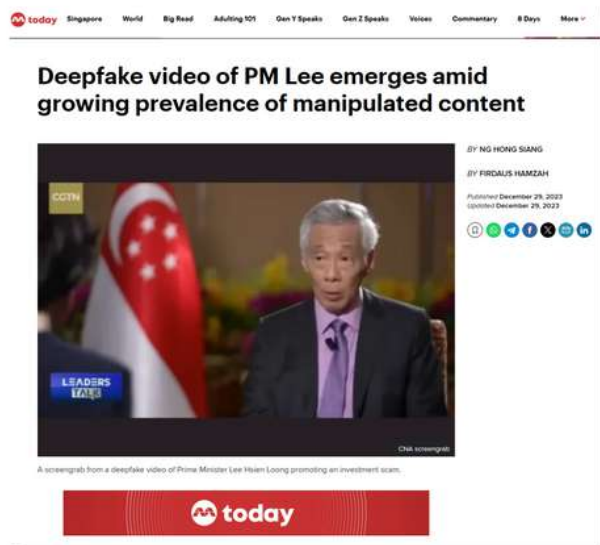 today Singapore World Big Read Adulting 101 Gen Y Speaks Gen Z Speaks Voices Commentary 8 Days More
Deepfake video of PM Lee emerges amid
growing prevalence of manipulated content
BY NG HONG SIANG
BY FIRDAUS HAMZAH
Published December 29, 2023
Updated December 29, 2023
CGTN
LEADERS
TALK
CNA screengrab
A screengrab from a deepfake video of Prime Minister Lee Hsien Loong promoting an investment scam.
today